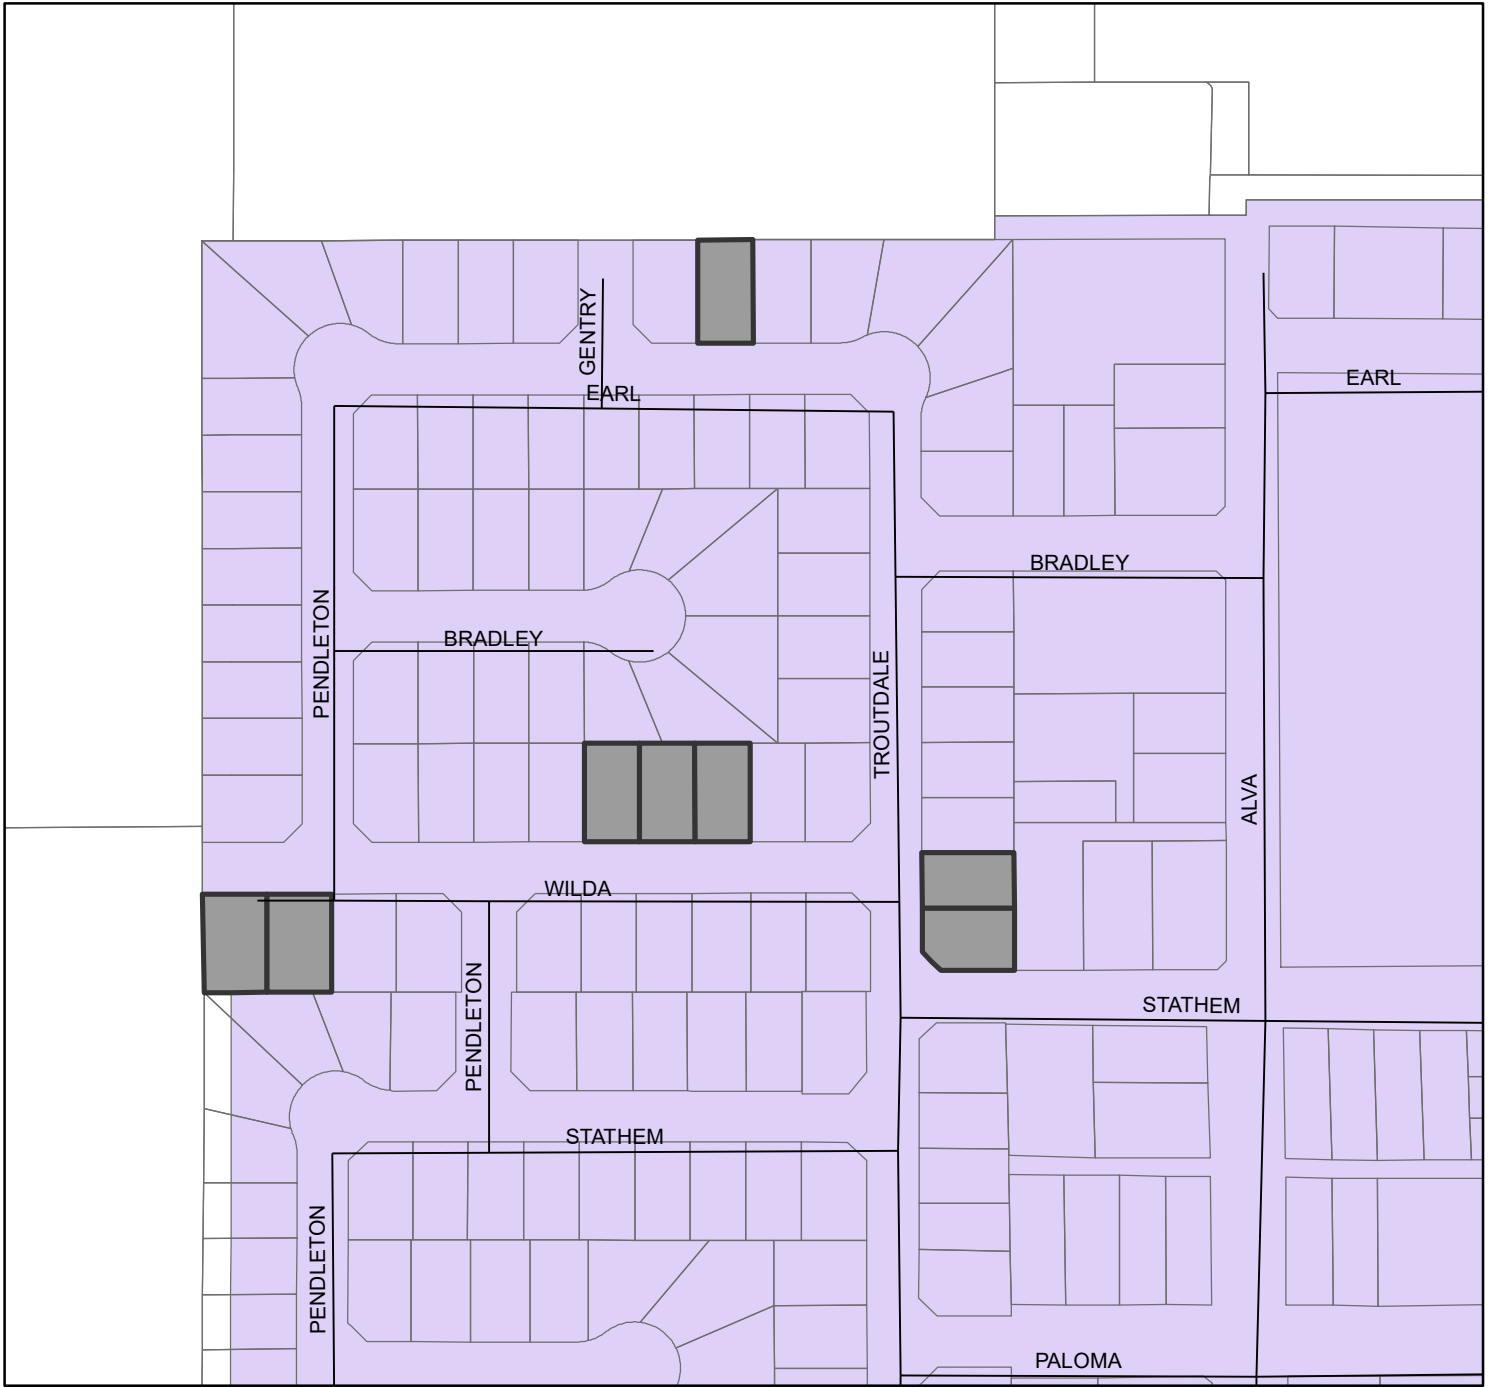 GENTRY
EARL
EARL
BRADLEY
PENDLETON
BRADLEY
TROUTDALE
ALVA
WILDA
PENDLETON
STATHEM
STATHEM
PENDLETON
PALOMA